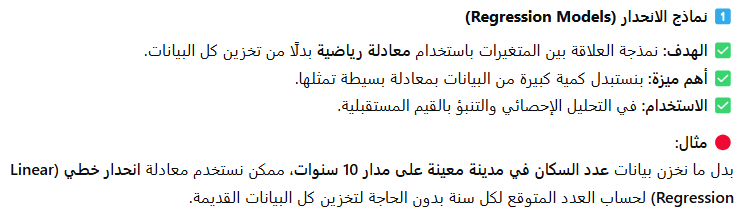 1️⃣ نماذج الانحدار (Regression Models)
✅ الهدف: نمذجة العلاقة بين المتغيرات باستخدام معادلة رياضية بدلًا من تخزين كل البيانات.
✅ أهم ميزة: بنستبدل كمية كبيرة من البيانات بمعادلة بسيطة تمثلها.
✅ الاستخدام: في التحليل الإحصائي والتنبؤ بالقيم المستقبلية.
🔴 مثال:
بدل ما نخزن بيانات عدد السكان في مدينة معينة على مدار 10 سنوات، ممكن نستخدم معادلة انحدار خطي (Linear
Regression) لحساب العدد المتوقع لكل سنة بدون الحاجة لتخزين كل البيانات القديمة.